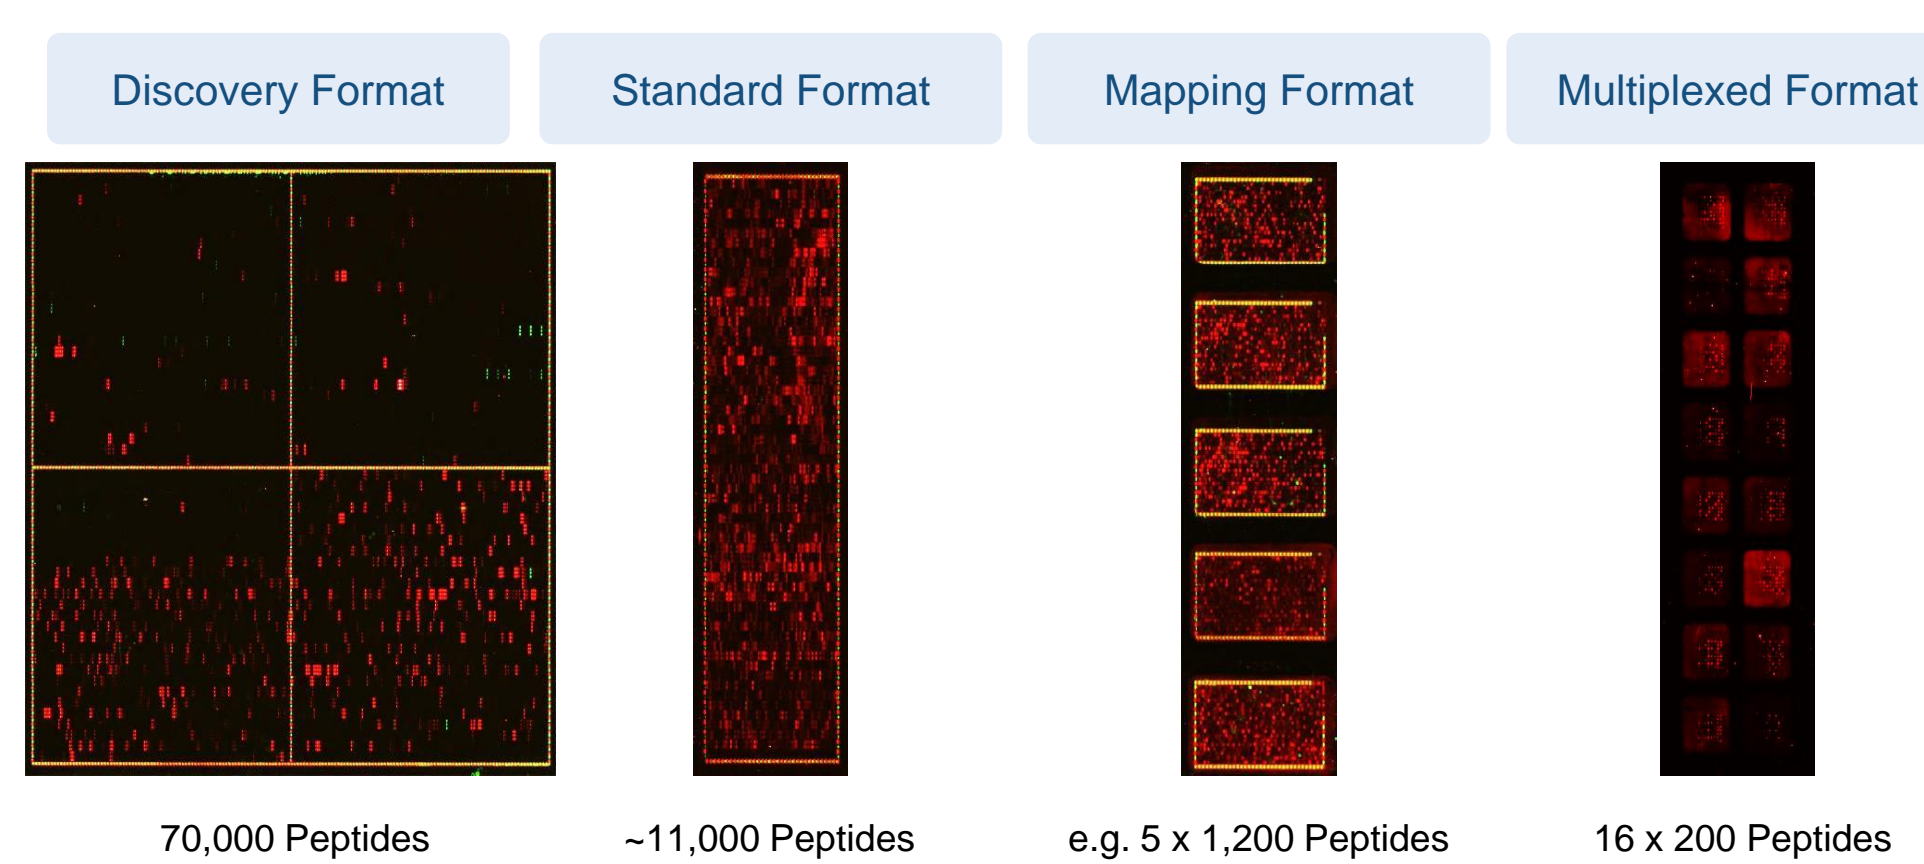 Discovery Format
Standard Format
Mapping Format
Multiplexed Format
70,000 Peptides
~11,000 Peptides
e.g. 5 x 1,200 Peptides
16 x 200 Peptides